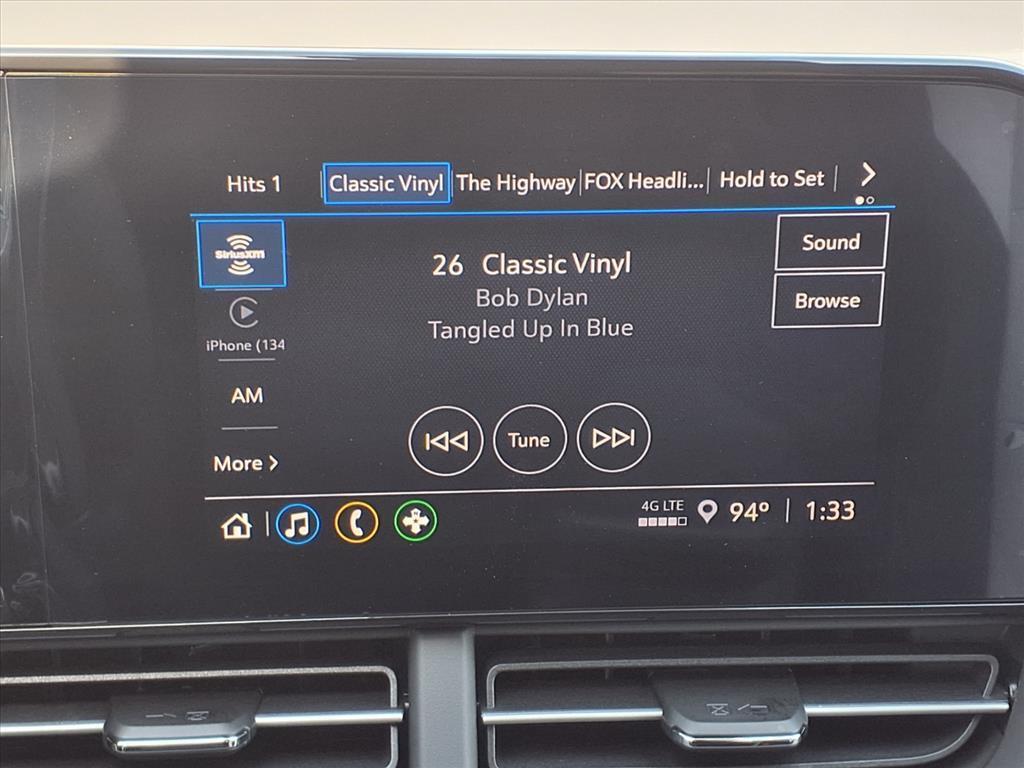 Hits 1
Classic Vinyl
The Highway
FOX Headli...
Hold to Set
SiriusXM
26 Classic Vinyl
Bob Dylan
Tangled Up In Blue
Sound
Browse
iPhone (134
AM
More
Tune
4G LTE
94° 1:33